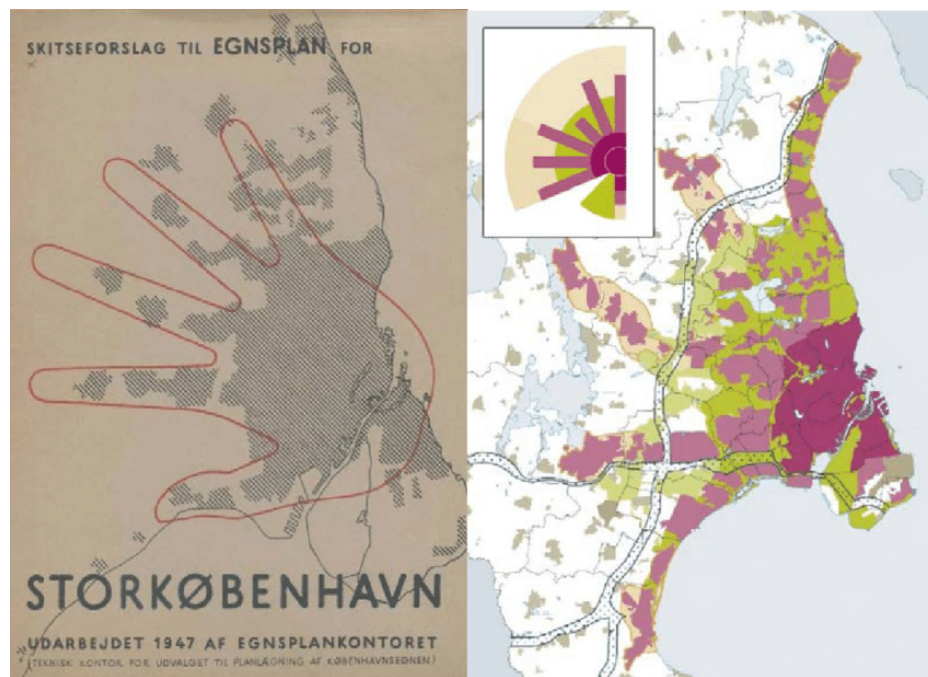 SKITSEFORSLAG TIL EGNSPLAN FOR
STORKØBENHAVN
UDARBEJDET 1947 AF EGNSPLANKONTORET
(TEKNISK KONTOR FOR UDVALGET TIL PLANLÆGNING AF KØBENHAVNSEGNEN)